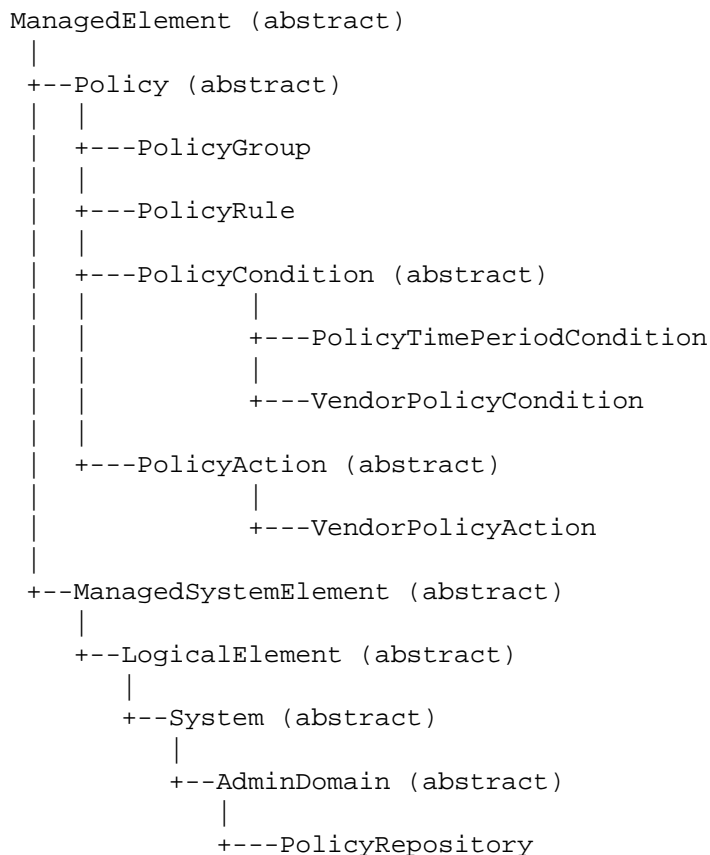 ManagedElement (abstract)
|
+--Policy (abstract)
|  |
|  +---PolicyGroup
|  |
|  +---PolicyRule
|  |
|  +---PolicyCondition (abstract)
|  |          |
|  |          +---PolicyTimePeriodCondition
|  |          |
|  |          +---VendorPolicyCondition
|  |
|  +---PolicyAction (abstract)
|             |
|             +---VendorPolicyAction
|
+--ManagedSystemElement (abstract)
   |
   +--LogicalElement (abstract)
      |
      +--System (abstract)
         |
         +--AdminDomain (abstract)
            |
            +---PolicyRepository